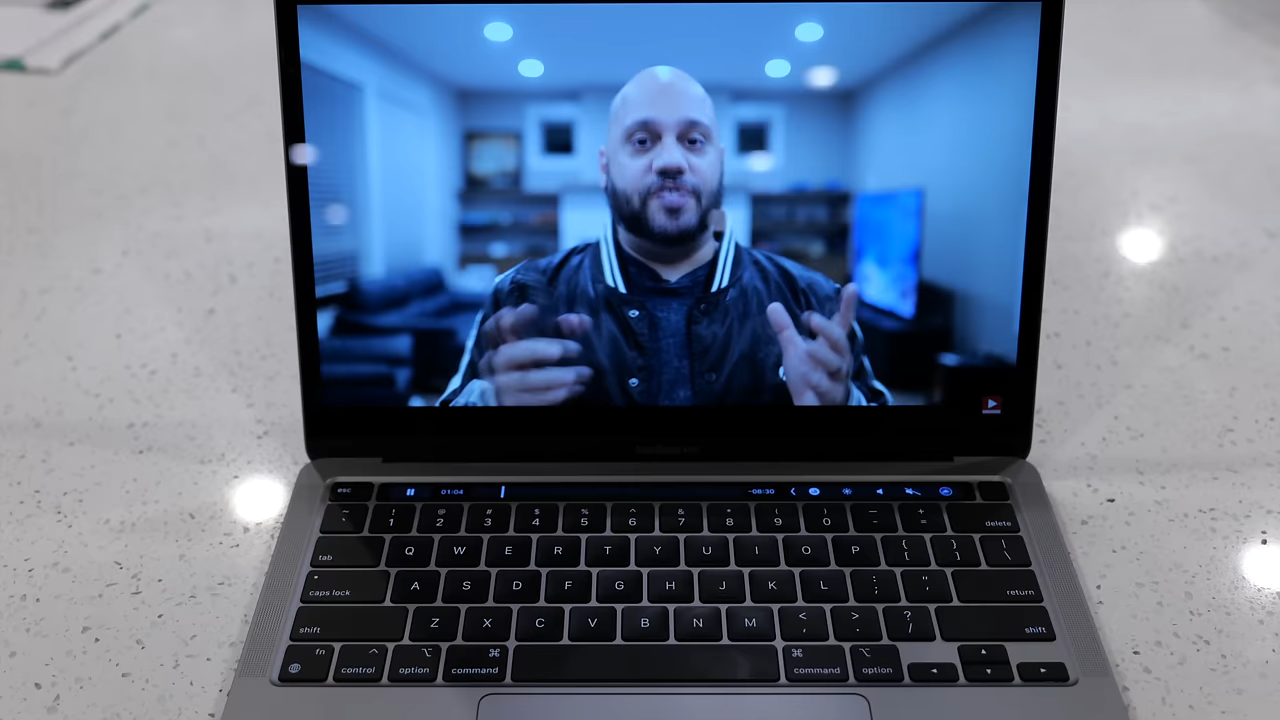 esc 01:04 -08:30
~ ! @ # $ % ^ & * ( ) _ +
` 1 2 3 4 5 6 7 8 9 0 - = delete
tab Q W E R T Y U I O P { [ } ] | \
caps lock A S D F G H J K L : ; " ' return
shift Z X C V B N M < , > . ? / shift
fn control option command command option